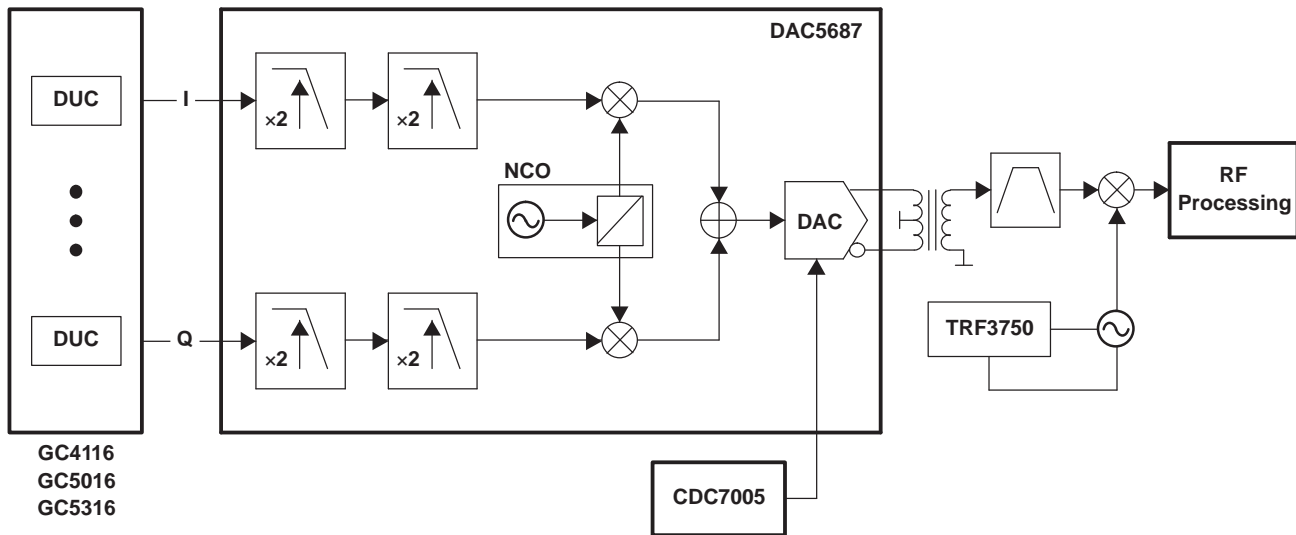 DAC5687
DUC
I
×2
×2
NCO
DAC
RF
Processing
DUC
Q
×2
×2
TRF3750
GC4116
GC5016
GC5316
CDC7005